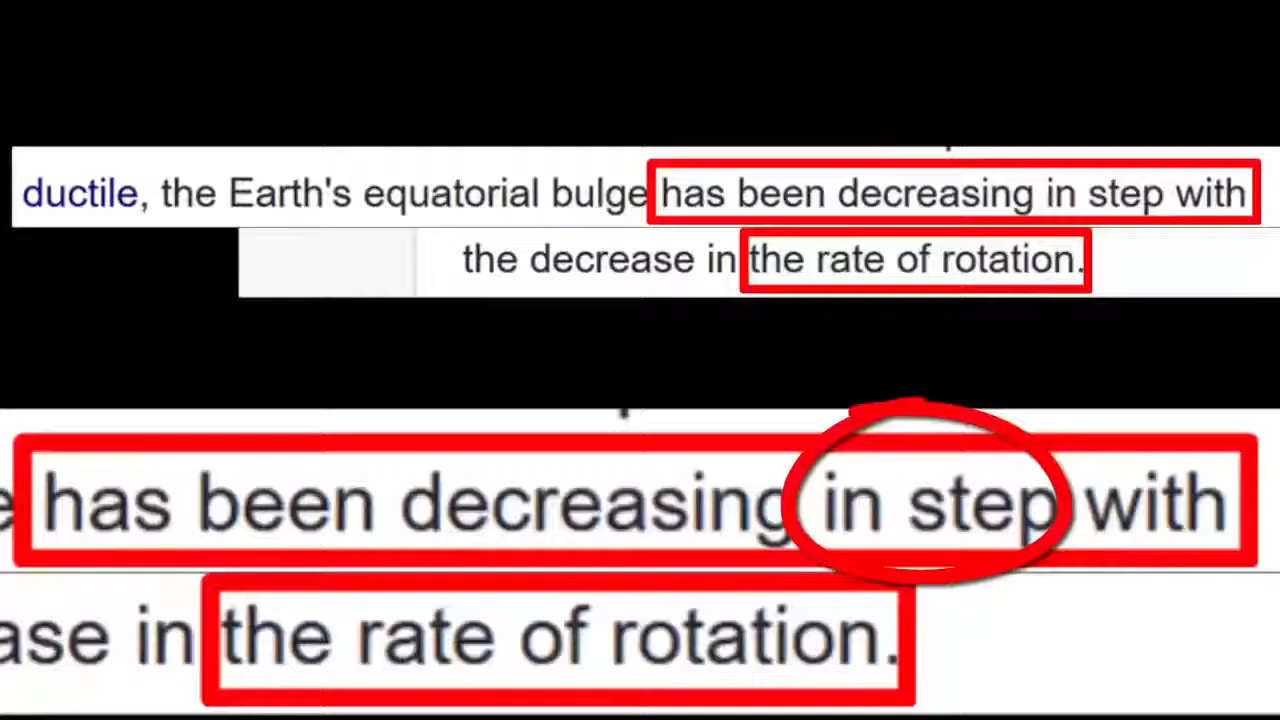 ductile, the Earth's equatorial bulge has been decreasing in step with
the decrease in the rate of rotation.
has been decreasing in step with
ase in the rate of rotation.